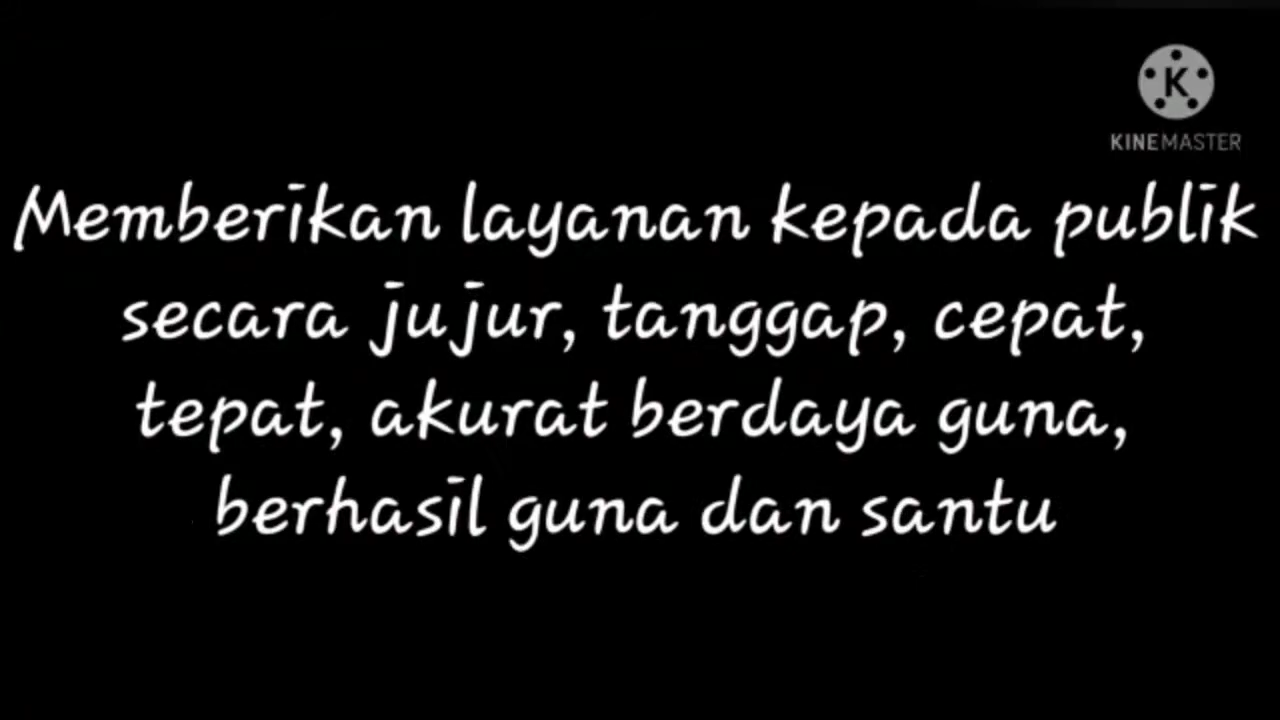 KINEMASTER
Memberikan layanan kepada publik
secara jujur, tanggap, cepat,
tepat, akurat berdaya guna,
berhasil guna dan santu